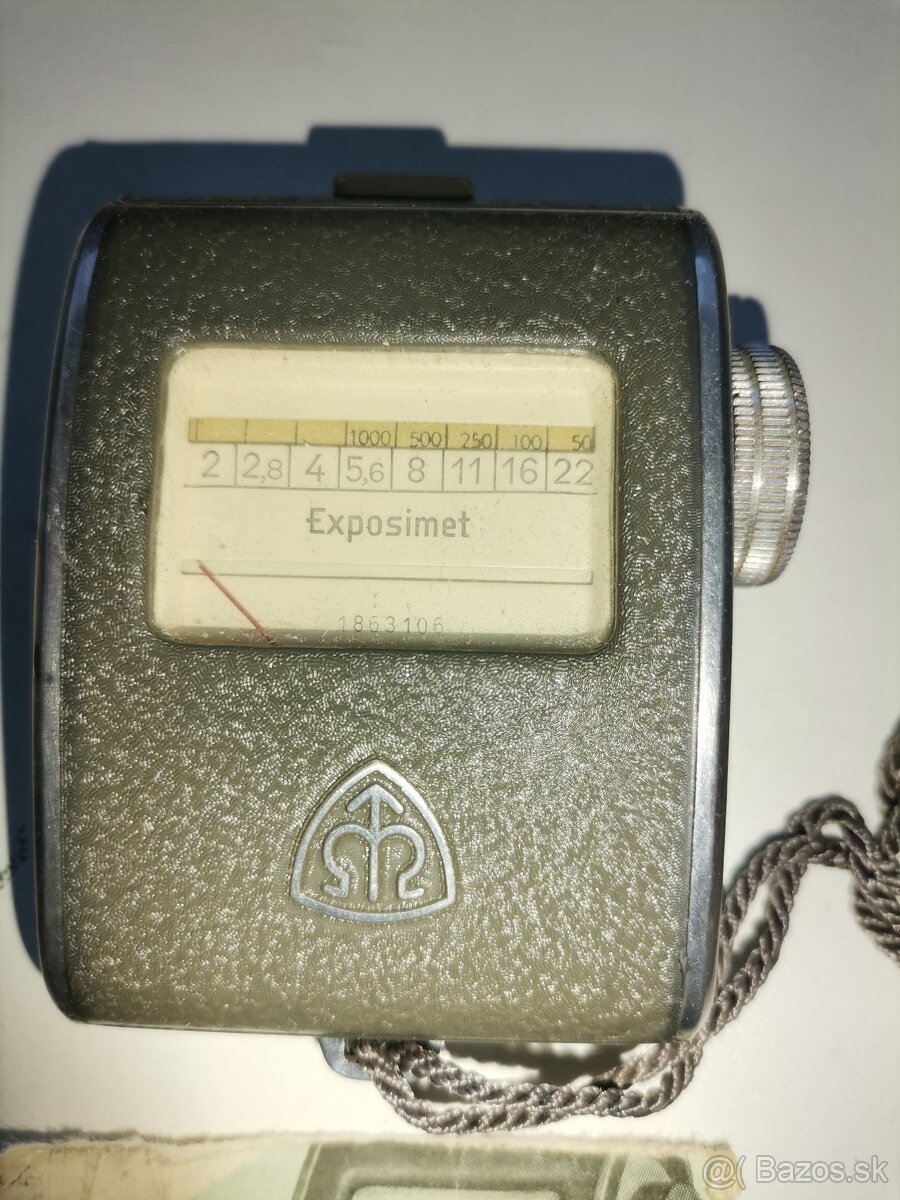 1000 500 250 100 50
2 2,8 4 5,6 8 11 16 22
Exposimet
1863106
@( Bazos.sk